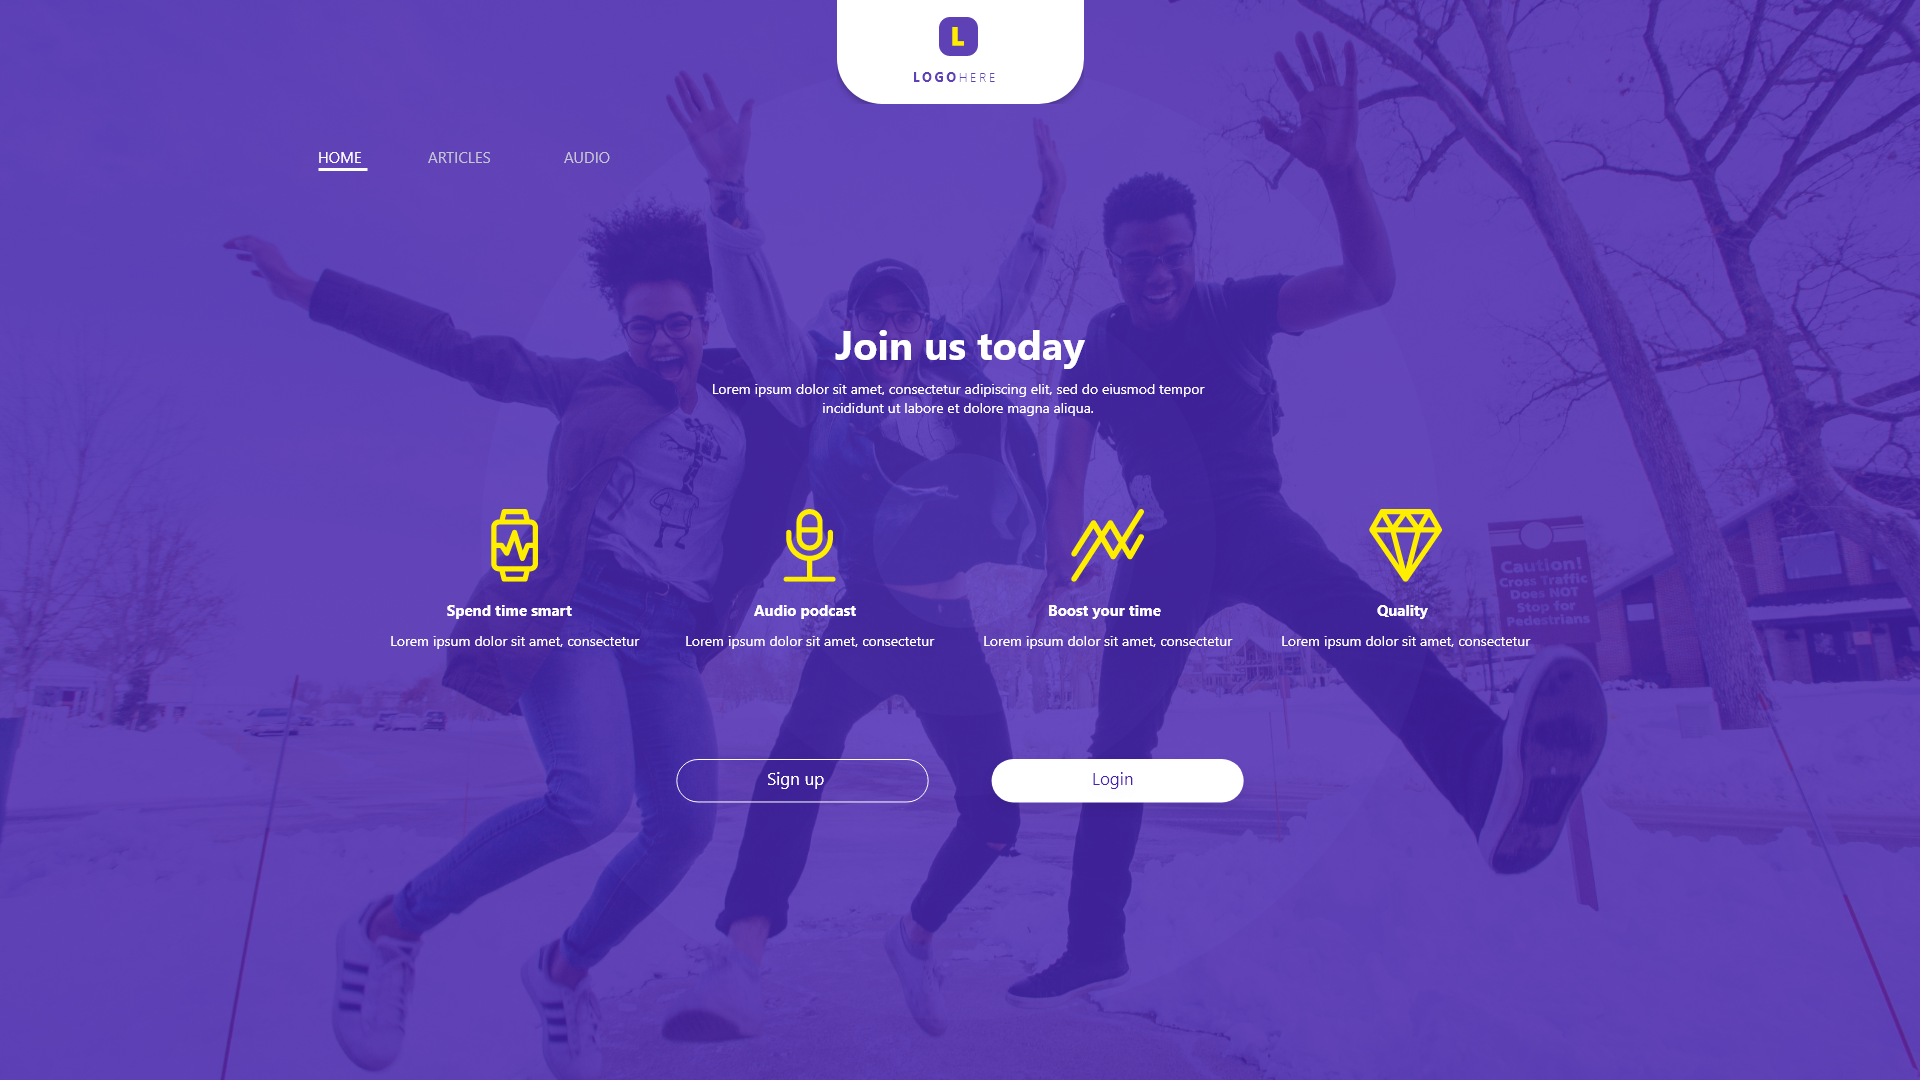 L
LOGOHERE
HOME ARTICLES AUDIO
Join us today
Lorem ipsum dolor sit amet, consectetur adipiscing elit, sed do eiusmod tempor
incididunt ut labore et dolore magna aliqua.
Spend time smart
Lorem ipsum dolor sit amet, consectetur
Audio podcast
Lorem ipsum dolor sit amet, consectetur
Boost your time
Lorem ipsum dolor sit amet, consectetur
Quality
Lorem ipsum dolor sit amet, consectetur
Caution!
Cross Traffic
Does NOT
Stop for
Pedestrians
Sign up
Login